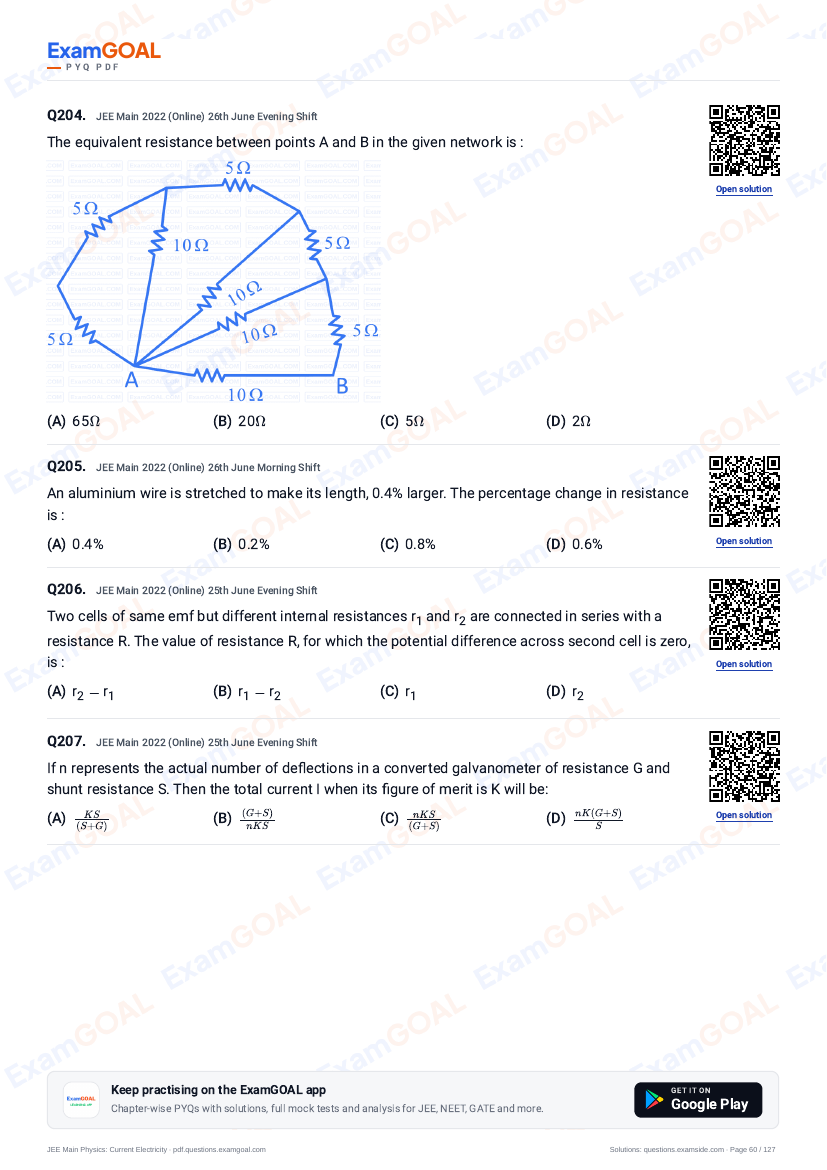 ExamGOAL
PYQ PDF
Q204. JEE Main 2022 (Online) 26th June Evening Shift
The equivalent resistance between points A and B in the given network is :
5Ω
5Ω
10Ω
5Ω
10Ω
5Ω
10Ω
5Ω
A
B
10Ω
(A) 65Ω (B) 20Ω (C) 5Ω (D) 2Ω
Open solution
Q205. JEE Main 2022 (Online) 26th June Morning Shift
An aluminium wire is stretched to make its length, 0.4% larger. The percentage change in resistance
is :
(A) 0.4% (B) 0.2% (C) 0.8% (D) 0.6%
Open solution
Q206. JEE Main 2022 (Online) 25th June Evening Shift
Two cells of same emf but different internal resistances r₁ and r₂ are connected in series with a
resistance R. The value of resistance R, for which the potential difference across second cell is zero,
is :
(A) r₂ – r₁ (B) r₁ – r₂ (C) r₁ (D) r₂
Open solution
Q207. JEE Main 2022 (Online) 25th June Evening Shift
If n represents the actual number of deflections in a converted galvanometer of resistance G and
shunt resistance S. Then the total current I when its figure of merit is K will be:
(A) KS/(S+G) (B) (G+S)/nKS (C) nKS/(G+S) (D) nK(G+S)/S
Open solution
ExamGOAL
Keep practising on the ExamGOAL app
Chapter-wise PYQs with solutions, full mock tests and analysis for JEE, NEET, GATE and more.
GET IT ON
Google Play
JEE Main Physics: Current Electricity · pdf.questions.examgoal.com
Solutions: questions.examside.com · Page 60 / 127